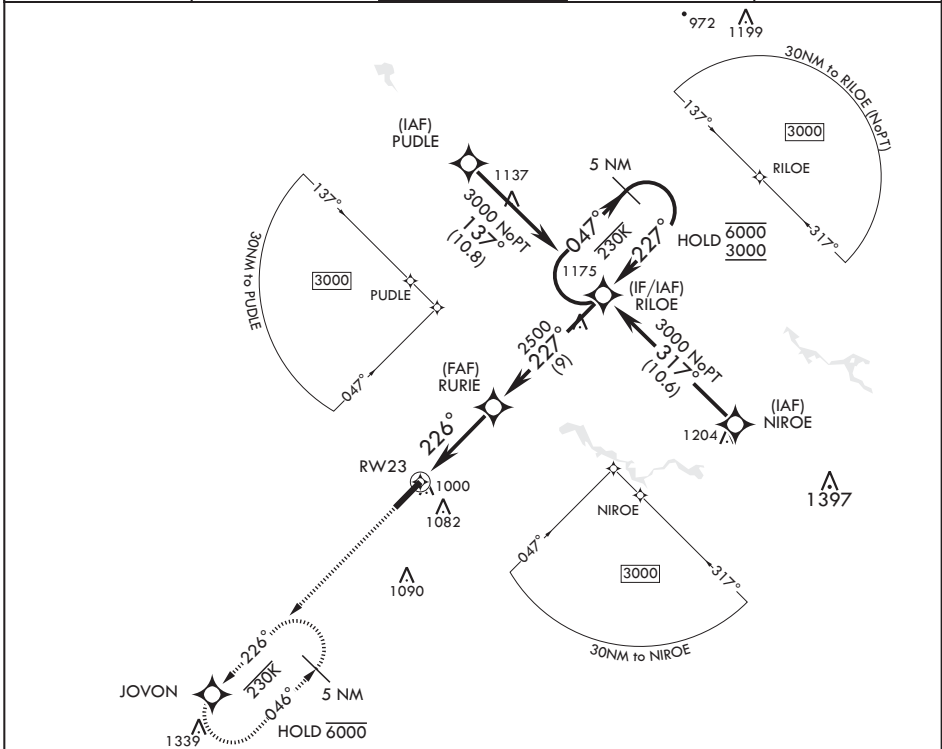 972
1199
30NM to RILOE (NoPT)
137°
3000
RILOE
317°
(IAF)
PUDLE
1137
3000 NoPT
137°
(10.8)
5 NM
047°
230K
227°
HOLD 6000
3000
1175
(IF/IAF)
RILOE
137°
30NM to PUDLE
3000
PUDLE
047°
2500
227°
(9)
3000 NoPT
317°
(10.6)
(FAF)
RURIE
(IAF)
NIROE
1204
226°
RW23
1000
1082
1397
NIROE
047°
3000
317°
30NM to NIROE
1090
226°
230K
046°
5 NM
JOVON
1339
HOLD 6000